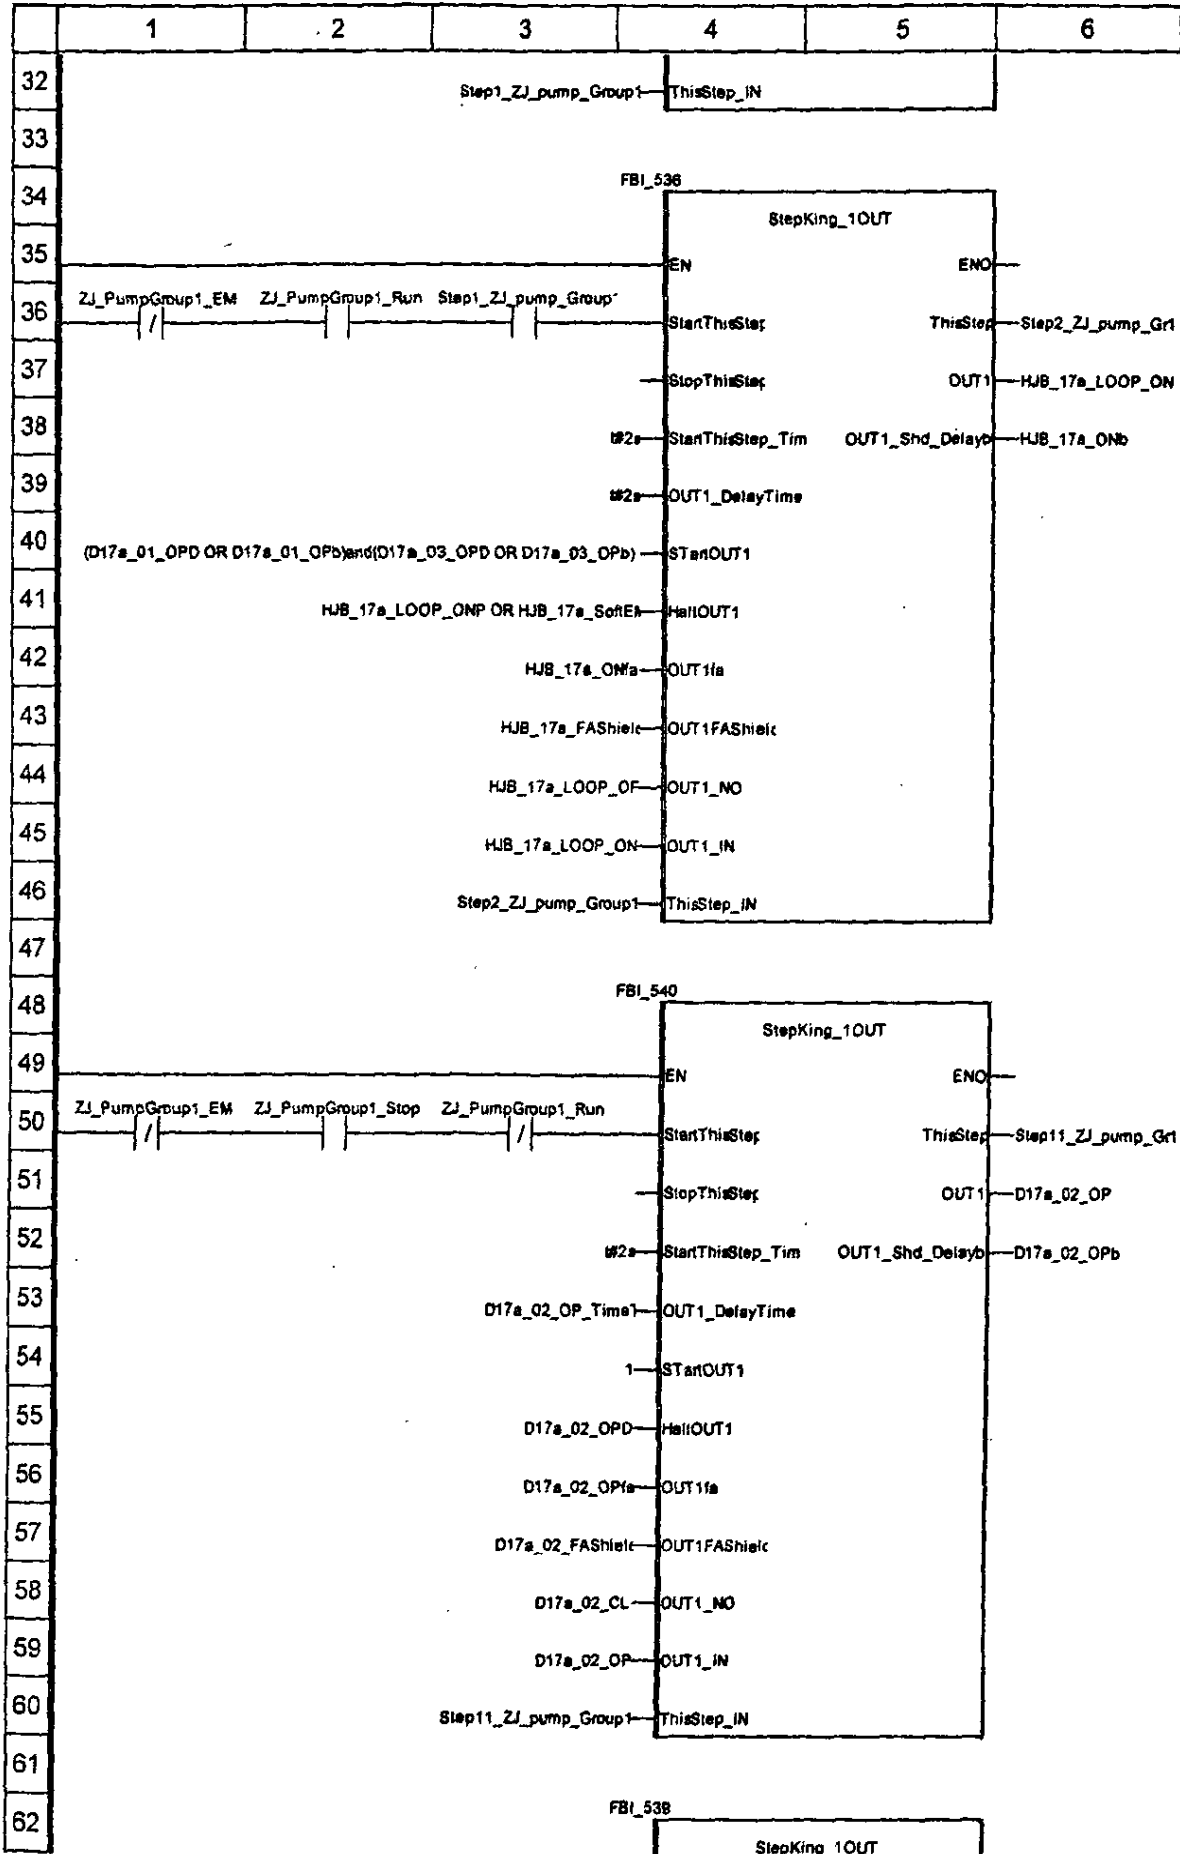 1 2 3 4 5 6
32
Step1_ZJ_pump_Group1 ThisStep_IN
33
FBI_536
34
StepKing_1OUT
35
EN ENO
ZJ_PumpGroup1_EM ZJ_PumpGroup1_Run Step1_ZJ_pump_Group1
36
StartThisStep ThisStep Step2_ZJ_pump_Gr1
37
StopThisStep OUT1 HJB_17a_LOOP_ON
38
t#2s StartThisStep_Tim OUT1_Shd_Delayb HJB_17a_ONb
39
t#2s OUT1_DelayTime
40
(D17a_01_OPD OR D17a_01_OPb)and(D17a_03_OPD OR D17a_03_OPb) STartOUT1
41
HJB_17a_LOOP_ONP OR HJB_17a_SoftEM HaltOUT1
42
HJB_17a_ONfa OUT1fa
43
HJB_17a_FAShielc OUT1FAShielc
44
HJB_17a_LOOP_OF OUT1_NO
45
HJB_17a_LOOP_ON OUT1_IN
46
Step2_ZJ_pump_Group1 ThisStep_IN
47
FBI_540
48
StepKing_1OUT
49
EN ENO
ZJ_PumpGroup1_EM ZJ_PumpGroup1_Stop ZJ_PumpGroup1_Run
50
StartThisStep ThisStep Step11_ZJ_pump_Gr1
51
StopThisStep OUT1 D17a_02_OP
52
t#2s StartThisStep_Tim OUT1_Shd_Delayb D17a_02_OPb
53
D17a_02_OP_Time1 OUT1_DelayTime
54
1 STartOUT1
55
D17a_02_OPD HaltOUT1
56
D17a_02_OPfa OUT1fa
57
D17a_02_FAShielc OUT1FAShielc
58
D17a_02_CL OUT1_NO
59
D17a_02_OP OUT1_IN
60
Step11_ZJ_pump_Group1 ThisStep_IN
61
FBI_539
62
StepKing_1OUT